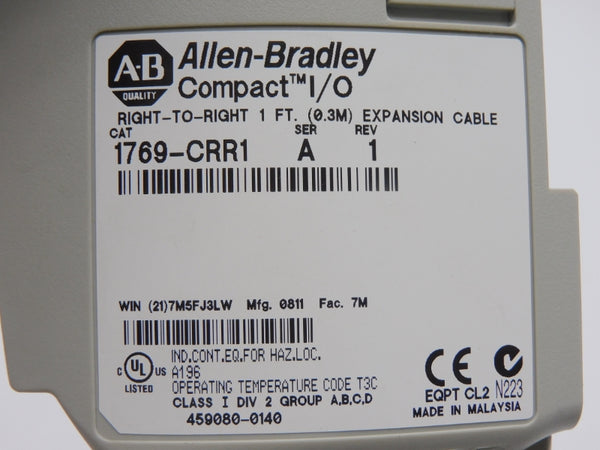 A·B
QUALITY
Allen-Bradley
Compact™ I/O
RIGHT-TO-RIGHT 1 FT. (0.3M) EXPANSION CABLE
CAT SER REV
1769-CRR1 A 1
WIN (21)7M5FJ3LW Mfg. 0811 Fac. 7M
IND.CONT.EQ.FOR HAZ.LOC.
A196
OPERATING TEMPERATURE CODE T3C
CLASS I DIV 2 GROUP A,B,C,D
459080-0140
C UL US
LISTED
CE
N223
EQPT CL2
MADE IN MALAYSIA